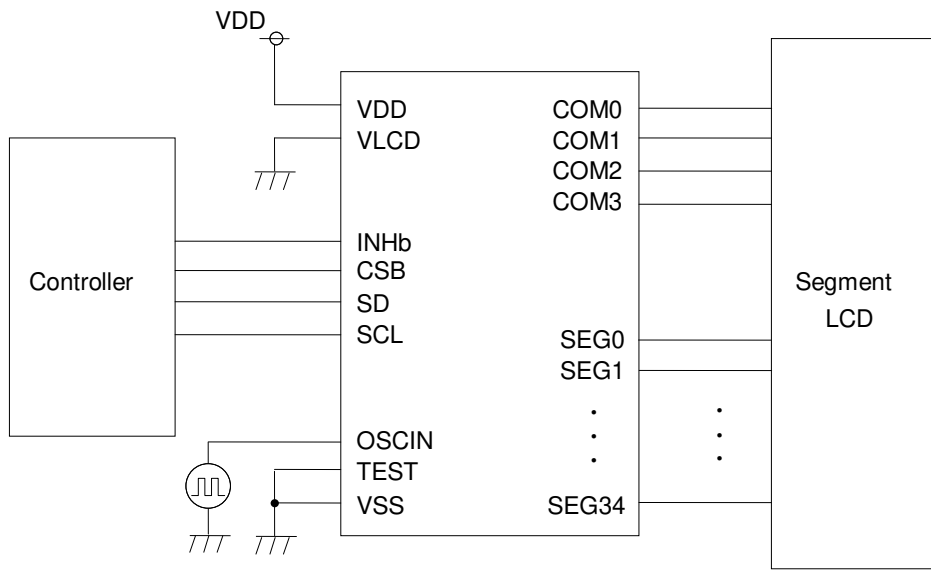 VDD
VDD
VLCD
INHb
CSB
SD
SCL
OSCIN
TEST
VSS
COM0
COM1
COM2
COM3
SEG0
SEG1
SEG34
Controller
Segment
LCD